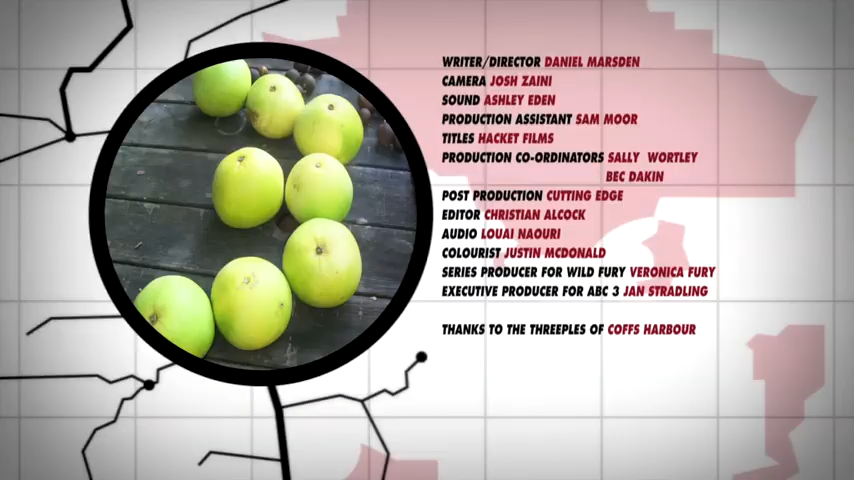 WRITER/DIRECTOR DANIEL MARSDEN
CAMERA JOSH ZAINI
SOUND ASHLEY EDEN
PRODUCTION ASSISTANT SAM MOOR
TITLES HACKET FILMS
PRODUCTION CO-ORDINATORS SALLY WORTLEY
BEC DAKIN
POST PRODUCTION CUTTING EDGE
EDITOR CHRISTIAN ALCOCK
AUDIO LOUAI NAOURI
COLOURIST JUSTIN MCDONALD
SERIES PRODUCER FOR WILD FURY VERONICA FURY
EXECUTIVE PRODUCER FOR ABC 3 JAN STRADLING
THANKS TO THE THREEPLES OF COFFS HARBOUR